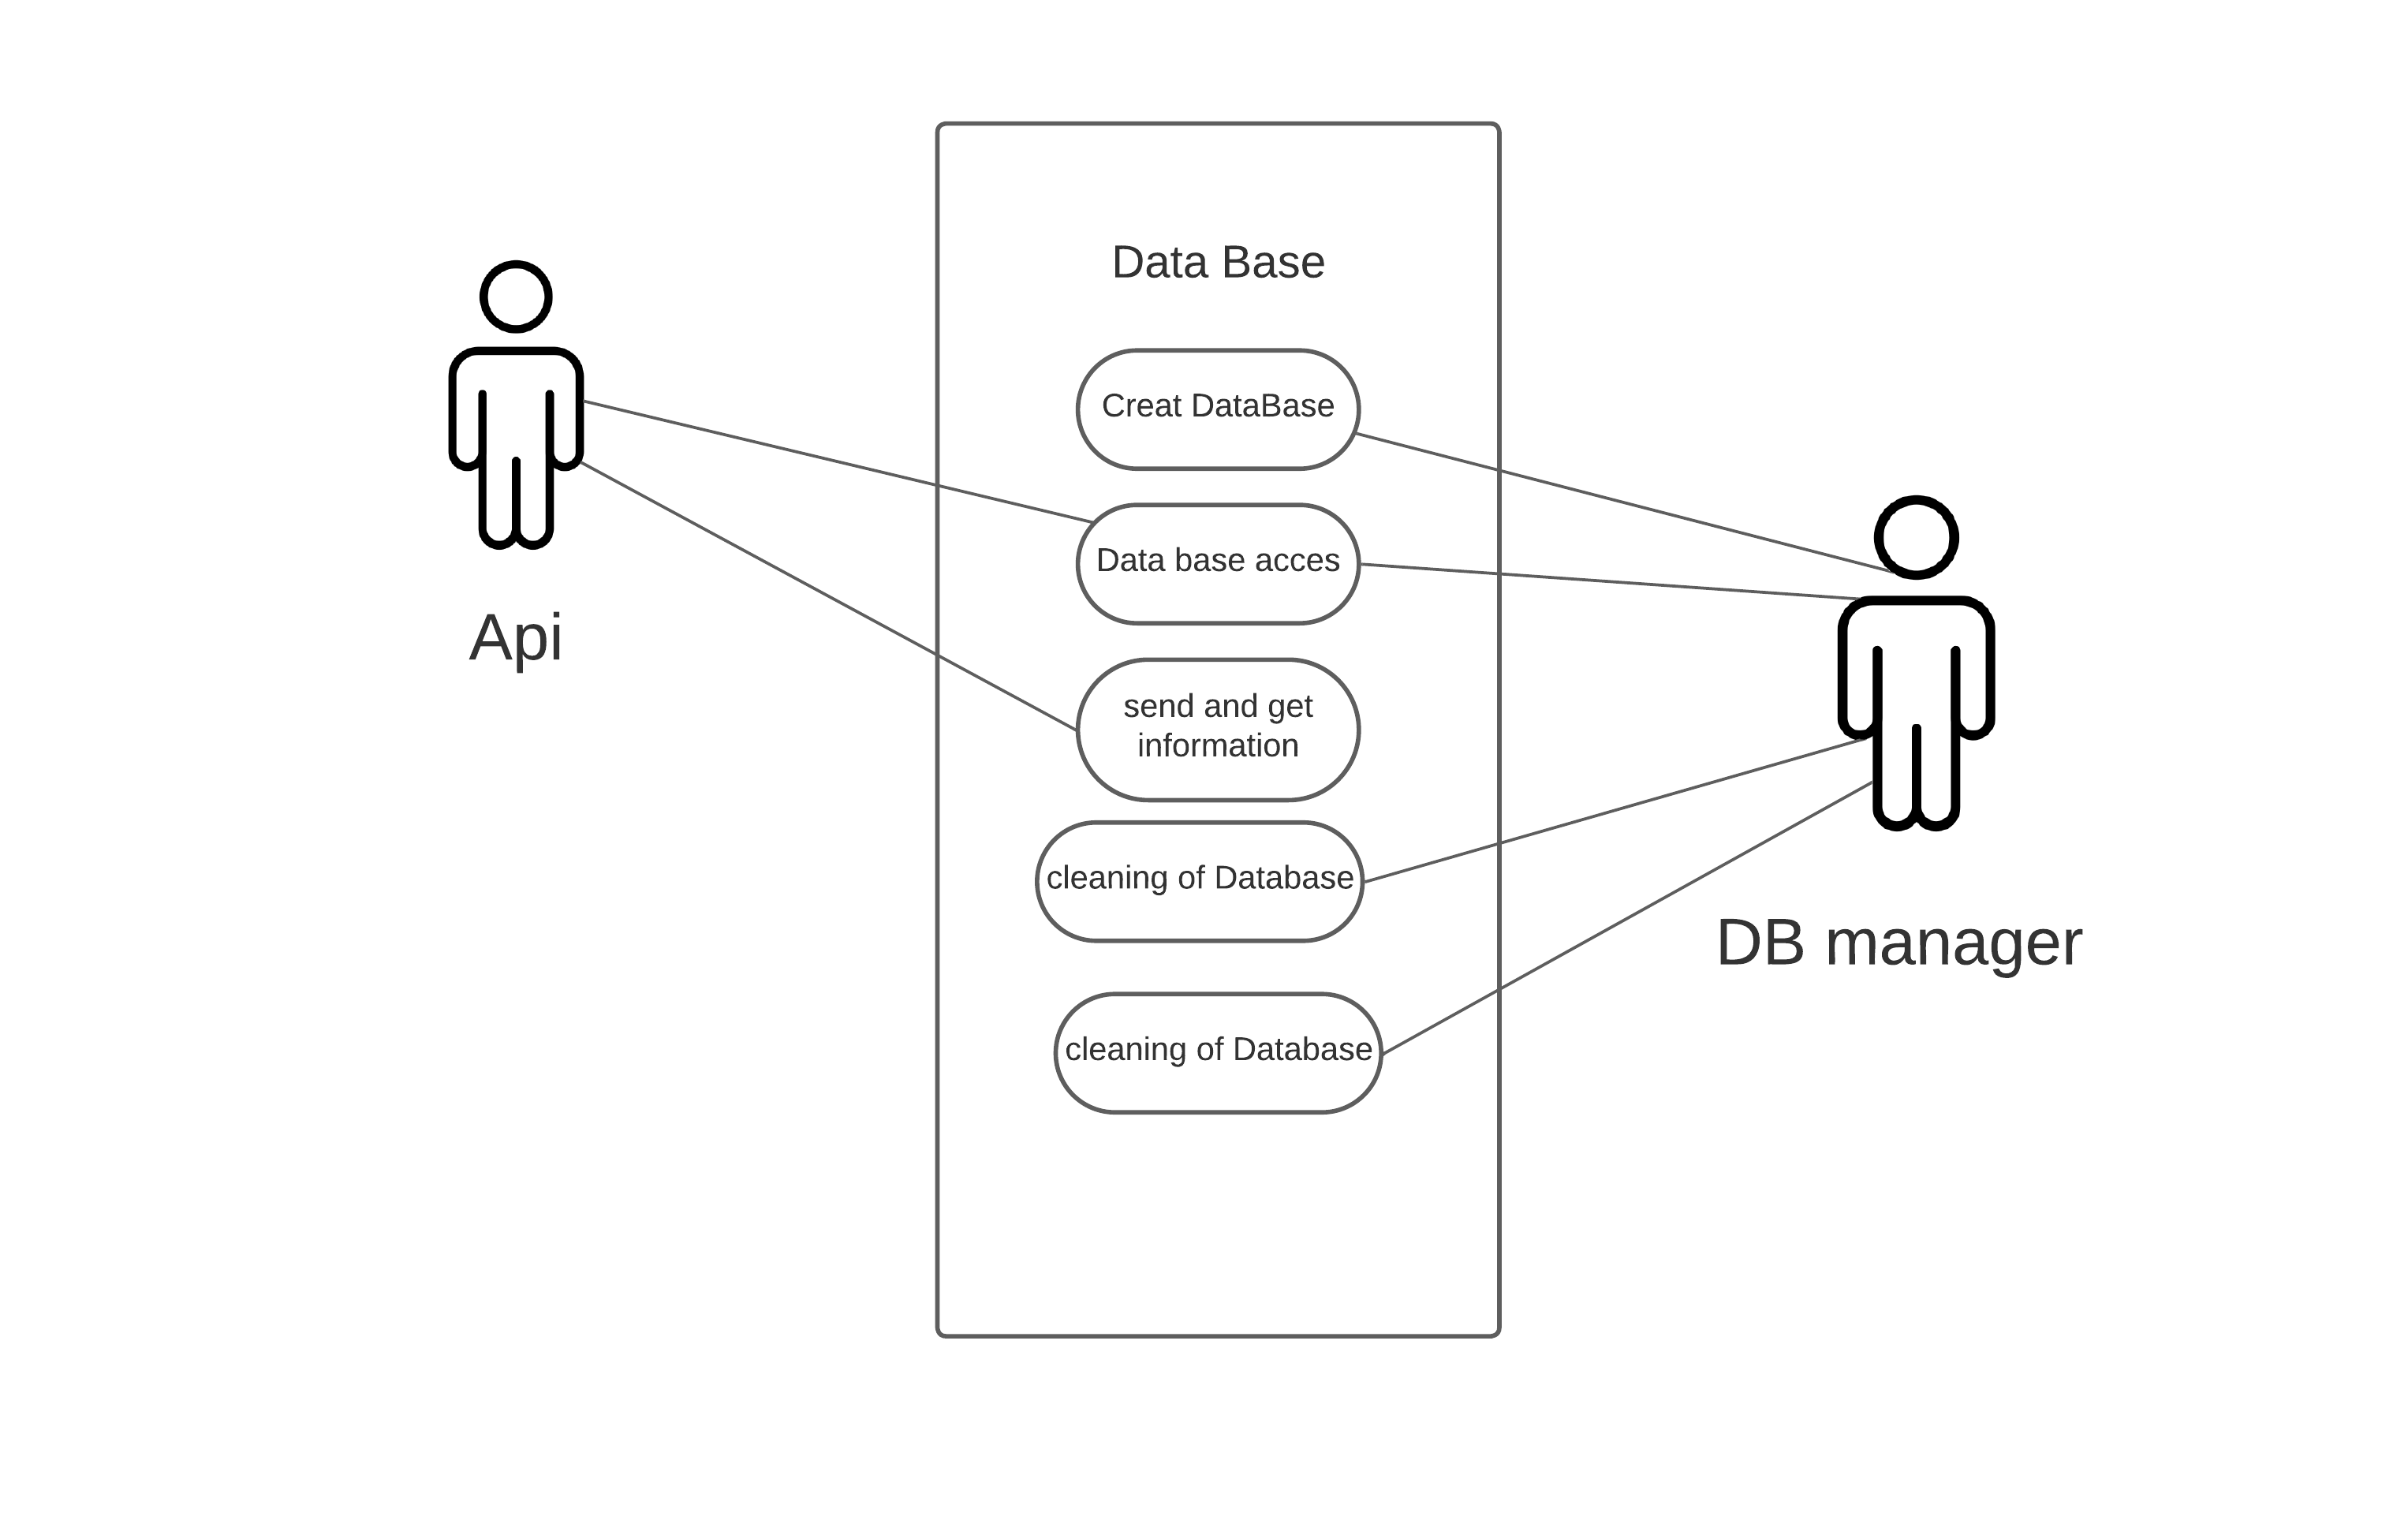 Data Base
Creat DataBase
Data base acces
Api
send and get
information
cleaning of Database
DB manager
cleaning of Database